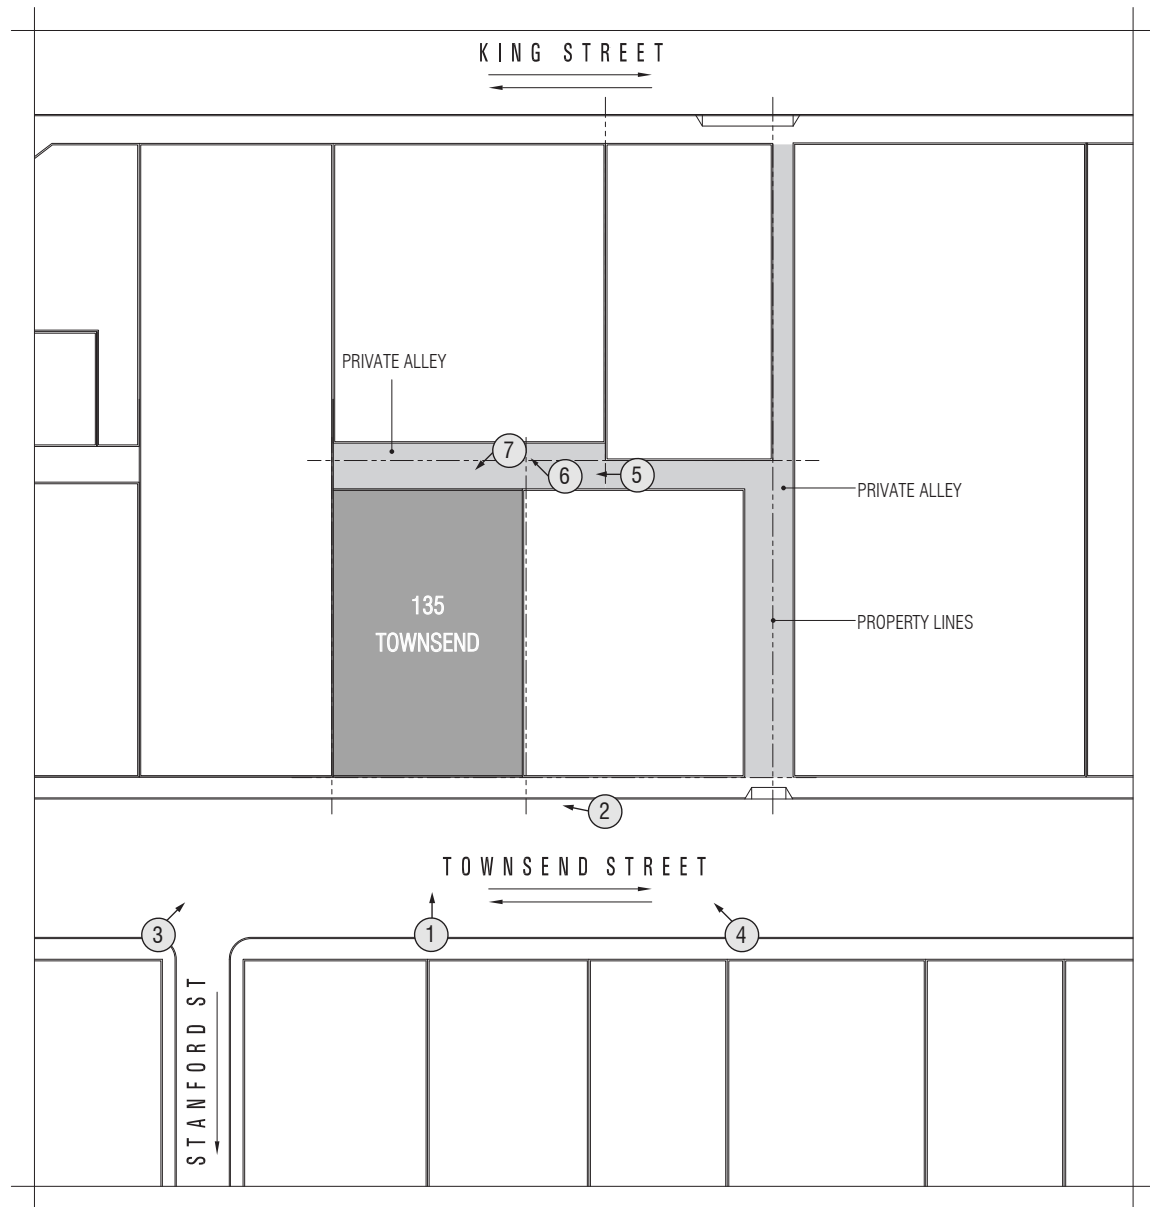 KING STREET
PRIVATE ALLEY
7
6
5
PRIVATE ALLEY
135
TOWNSEND
PROPERTY LINES
2
TOWNSEND STREET
3
1
4
STANFORD ST